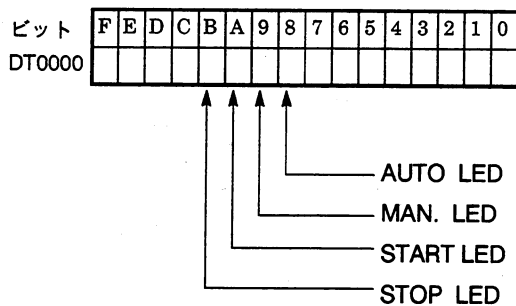 ビット F E D C B A 9 8 7 6 5 4 3 2 1 0
DT0000
AUTO LED
MAN. LED
START LED
STOP LED